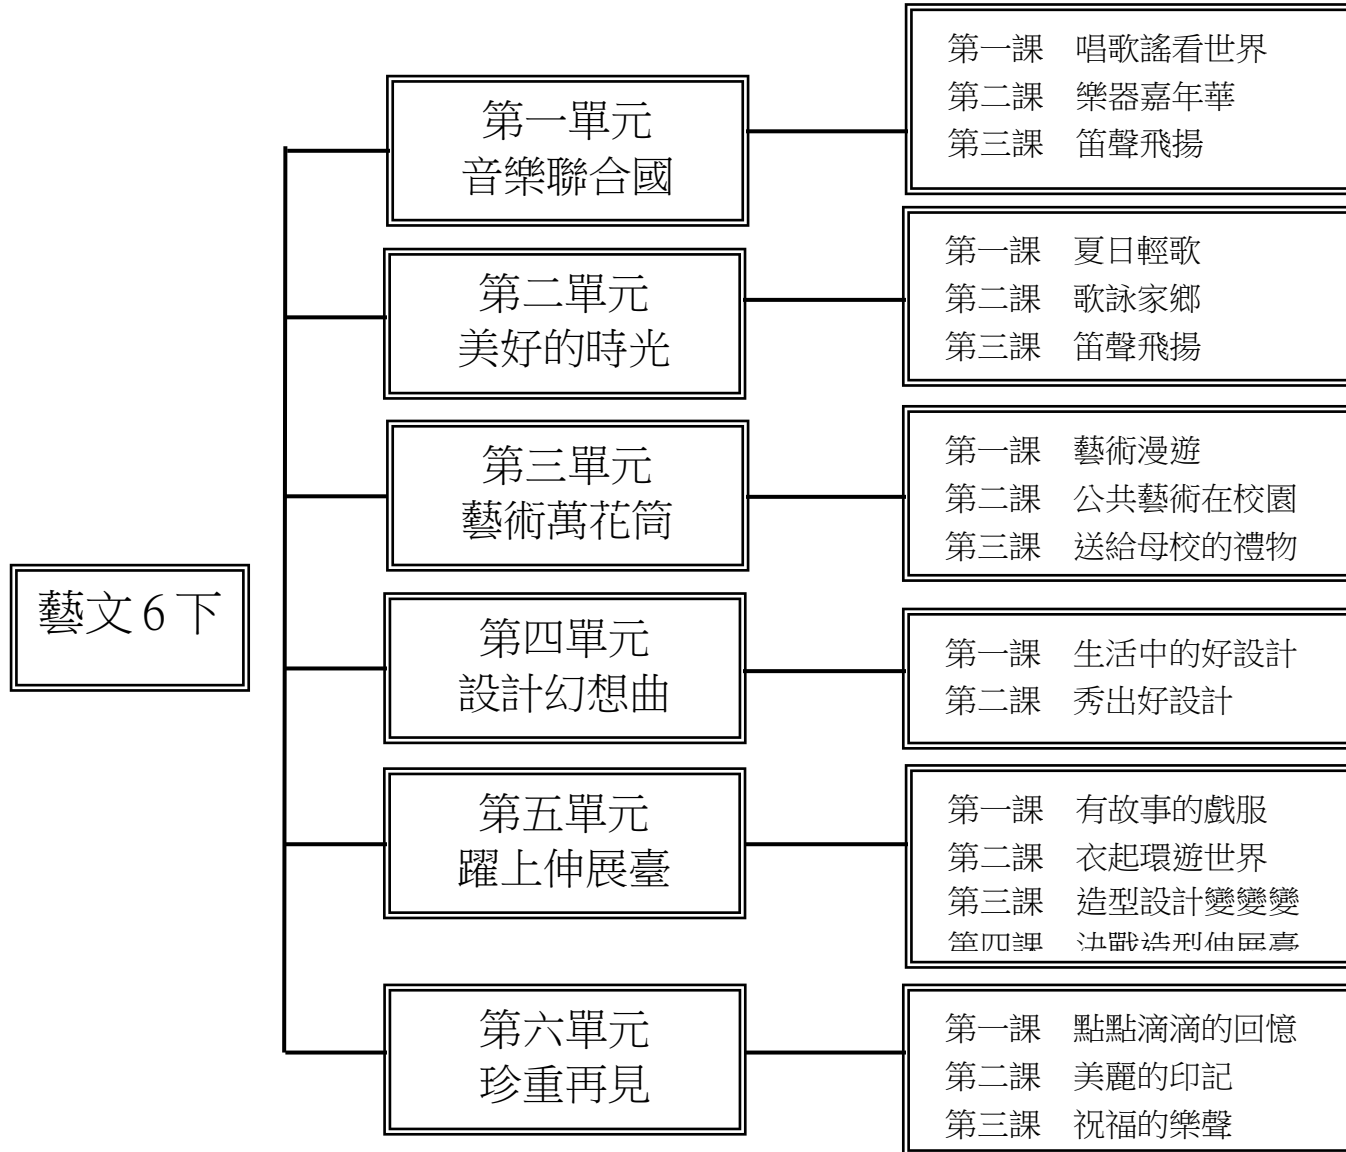 藝文6下
第一單元
音樂聯合國
第一課　唱歌謠看世界
第二課　樂器嘉年華
第三課　笛聲飛揚
第二單元
美好的時光
第一課　夏日輕歌
第二課　歌詠家鄉
第三課　笛聲飛揚
第三單元
藝術萬花筒
第一課　藝術漫遊
第二課　公共藝術在校園
第三課　送給母校的禮物
第四單元
設計幻想曲
第一課　生活中的好設計
第二課　秀出好設計
第五單元
躍上伸展臺
第一課　有故事的戲服
第二課　衣起環遊世界
第三課　造型設計變變變
第四課　決戰造型伸展臺
第六單元
珍重再見
第一課　點點滴滴的回憶
第二課　美麗的印記
第三課　祝福的樂聲